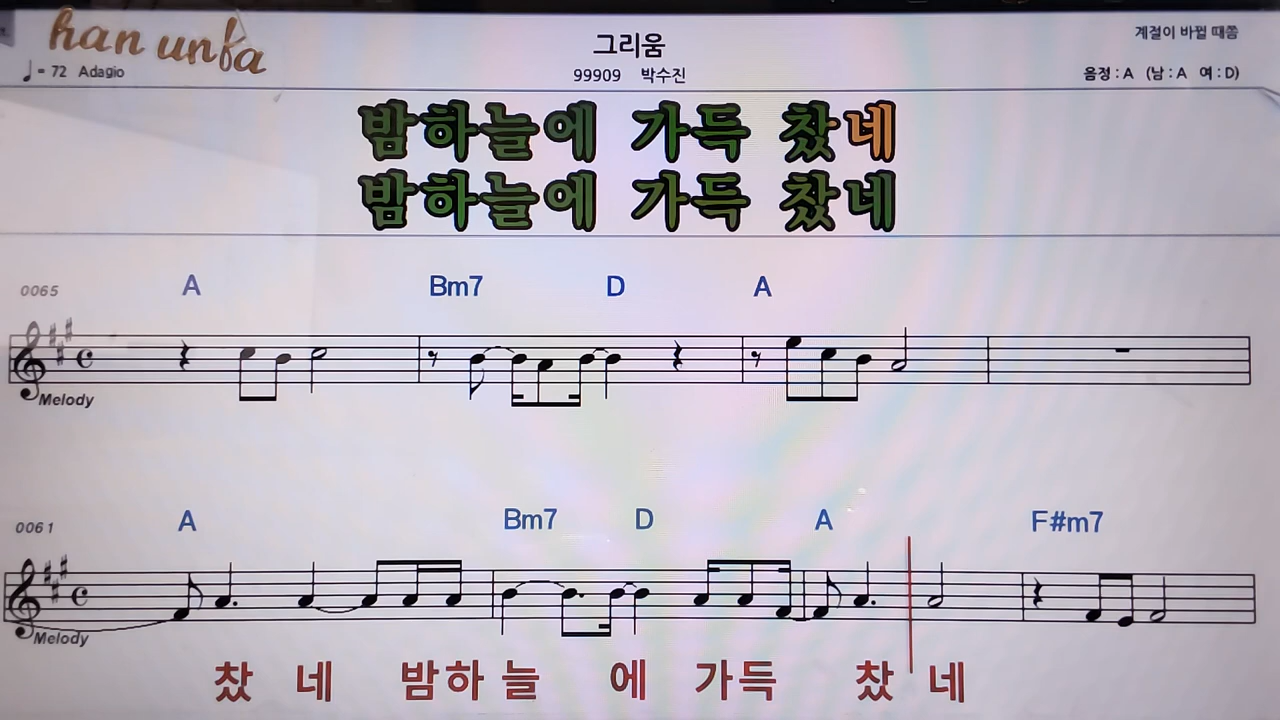 han unfa
그리움
계절이 바뀔 때쯤
♩= 72 Adagio
99909 박수진
음정 : A (남 : A 여 : D)
밤하늘에 가득 찼네
밤하늘에 가득 찼네
0065 A Bm7 D A
Melody
0061 A Bm7 D A F#m7
Melody
찼 네 밤하 늘 에 가득 찼 네